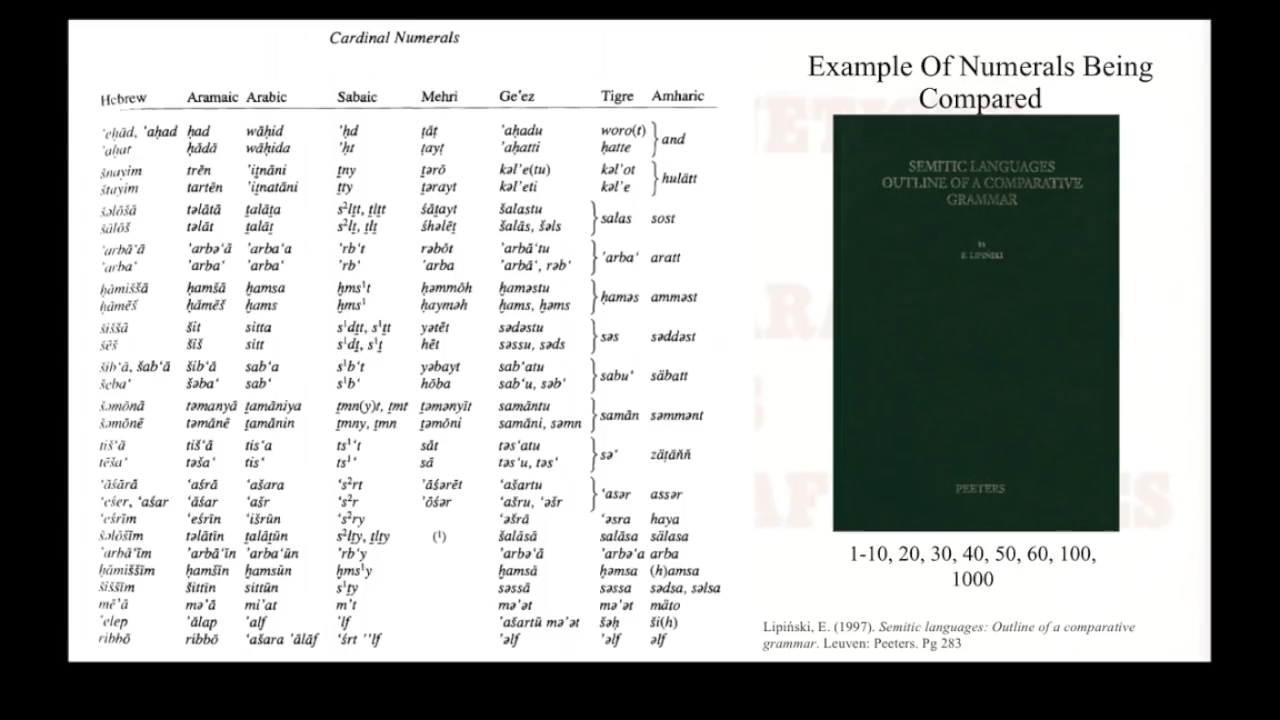 Cardinal Numerals
Hebrew Aramaic Arabic Sabaic Mehri Ge'ez Tigre Amharic
'eḥād, 'aḥad ḥad wāḥid 'ḥd ṭāṭ 'aḥadu woro(t) and
'aḥat ḥădā wāḥida 'ḥt ṭayt 'aḥatti ḥatte
šnayim trēn 'iṯnāni ṯny ṯərō kəl'e(tu) kəl'ot hulätt
štayim tartēn 'iṯnatāni ṯty ṯərayt kəl'eti kəl'e
šəlōšā təlātā ṯalāṯa s²lṯt, ṯlṯt śāṯayt šalastu salas sost
šālōš təlāt ṯalāṯ s²lṯ, ṯlṯ śhəlēṯ šalās, šəls
'arbā‘ā 'arbə‘ā 'arba‘a 'rb‘t rəbōt 'arbā‘tu 'arba‘ aratt
'arba‘ 'arba‘ 'arba‘ 'rb‘ 'arba 'arbā‘, rəb‘
ḥămiššā ḥamšā ḫamsa ḫms¹t ḫəmmōh ḫaməstu ḥaməs amməst
ḥāmēš ḥămēš ḫams ḫms¹ ḫayməh ḫams, ḫəms
šiššā šit sitta s¹dṯt, s¹ṯt yətēt sədəstu səs səddəst
šēš šiš sitt s¹dṯ, s¹ṯ hēt səssu, səds
šib‘ā, šab‘ā šib‘ā sab‘a s¹b‘t yəbayt sab‘atu sabu‘ säbatt
šeba‘ šəba‘ sab‘ s¹b‘ hōba sab‘u, səb‘
šəmōnā təmanyā ṯamāniya ṯmn(y)t, ṯmt ṯəmənyīt samāntu samān səmmənt
šəmōnē təmānē ṯamānin ṯmny, ṯmn ṯəmōni samāni, səmn
tiš‘ā tiš‘ā tis‘a ts¹‘t sāt təs‘atu sə‘ zäṭäññ
tēša‘ təša‘ tis‘ ts¹‘ sā təs‘u, təs‘
‘ăśārā ‘aśrā ‘ašara ‘s²rt ‘āśərēt ‘ašartu ‘asər assər
‘eśer, ‘aśar ‘ăśar ‘ašr ‘s²r ‘ōśər ‘ašru, ‘əšr
‘eśrīm ‘eśrīn ‘išrūn ‘s²ry ‘əšrā ‘əsra haya
šəlōšīm təlātīn ṯalāṯūn s²lṯy, ṯlṯy (¹) šalāsā salāsa sälasa
'arbā‘īm 'arbā‘īn 'arba‘ūn 'rb‘y 'arbə‘ā 'arbə‘a arba
ḥămiššīm ḥamšīn ḫamsūn ḫms¹y ḫamsā ḥəmsa (h)amsa
šiššīm šittīn sittūn s¹ṯy səssā səssa sədsa, səlsa
mē'ā mə'ā mi'at m't mə'ət mə'ət mäto
'elep 'ālap 'alf 'lf ‘ašartū mə'ət šəḥ ši(h)
ribbō ribbō ‘ašara 'ālāf ‘śrt ''lf 'əlf 'əlf əlf
Example Of Numerals Being
Compared
SEMITIC LANGUAGES
OUTLINE OF A COMPARATIVE
GRAMMAR
BY
E. LIPIŃSKI
PEETERS
1-10, 20, 30, 40, 50, 60, 100,
1000
Lipiński, E. (1997). Semitic languages: Outline of a comparative
grammar. Leuven: Peeters. Pg 283